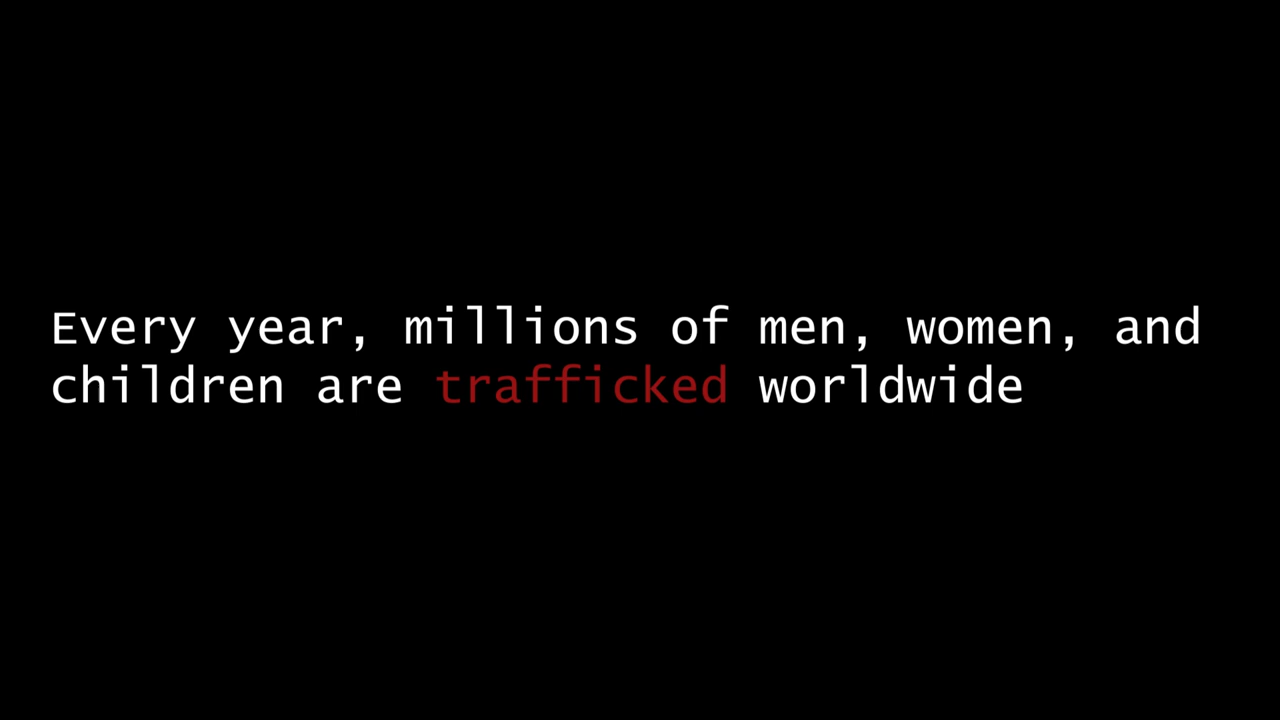 Every year, millions of men, women, and
children are trafficked worldwide